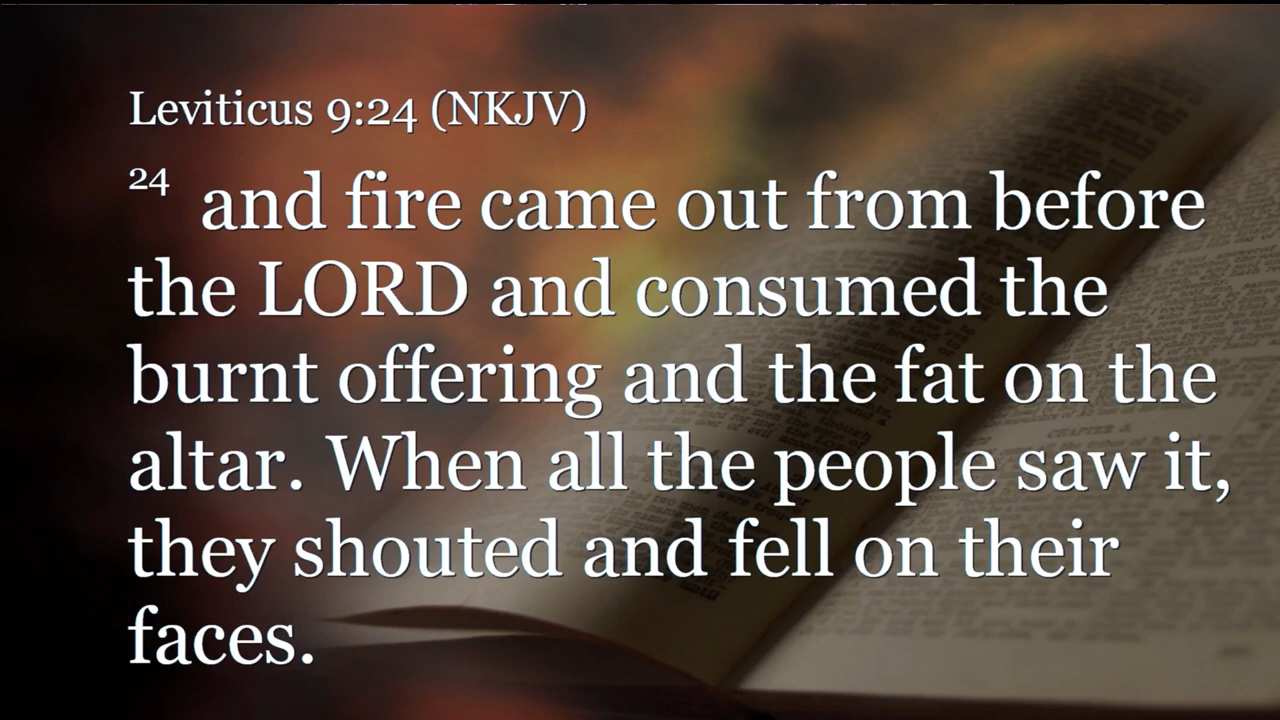 Leviticus 9:24 (NKJV)
24 and fire came out from before
the LORD and consumed the
burnt offering and the fat on the
altar. When all the people saw it,
they shouted and fell on their
faces.
CHAPTER